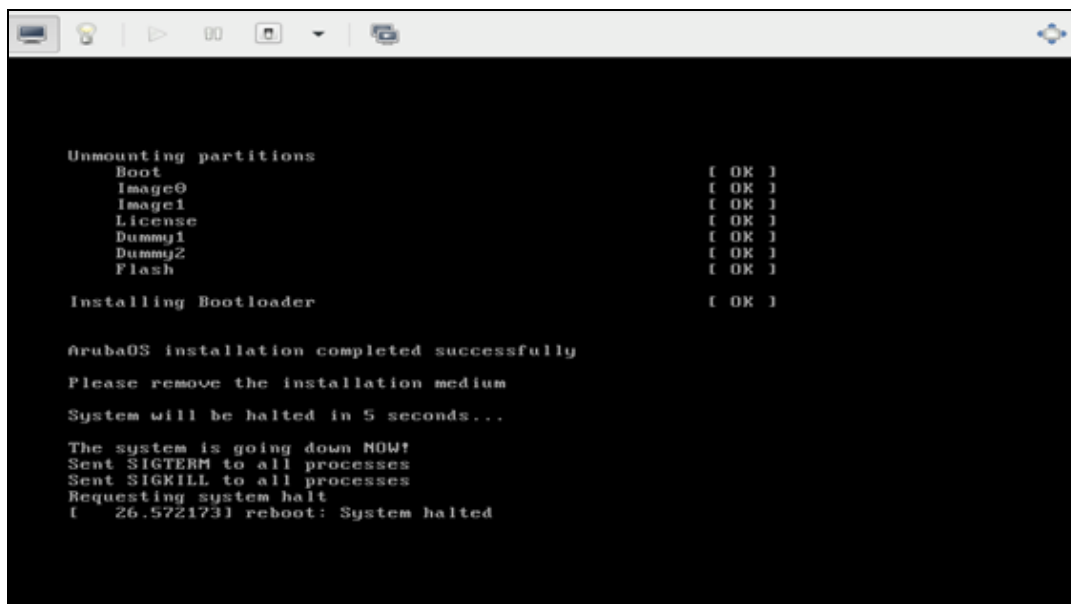 Unmounting partitions
Boot [ OK ]
Image0 [ OK ]
Image1 [ OK ]
License [ OK ]
Dummy1 [ OK ]
Dummy2 [ OK ]
Flash [ OK ]
Installing Bootloader [ OK ]
ArubaOS installation completed successfully
Please remove the installation medium
System will be halted in 5 seconds...
The system is going down NOW!
Sent SIGTERM to all processes
Sent SIGKILL to all processes
Requesting system halt
[ 26.572173] reboot: System halted